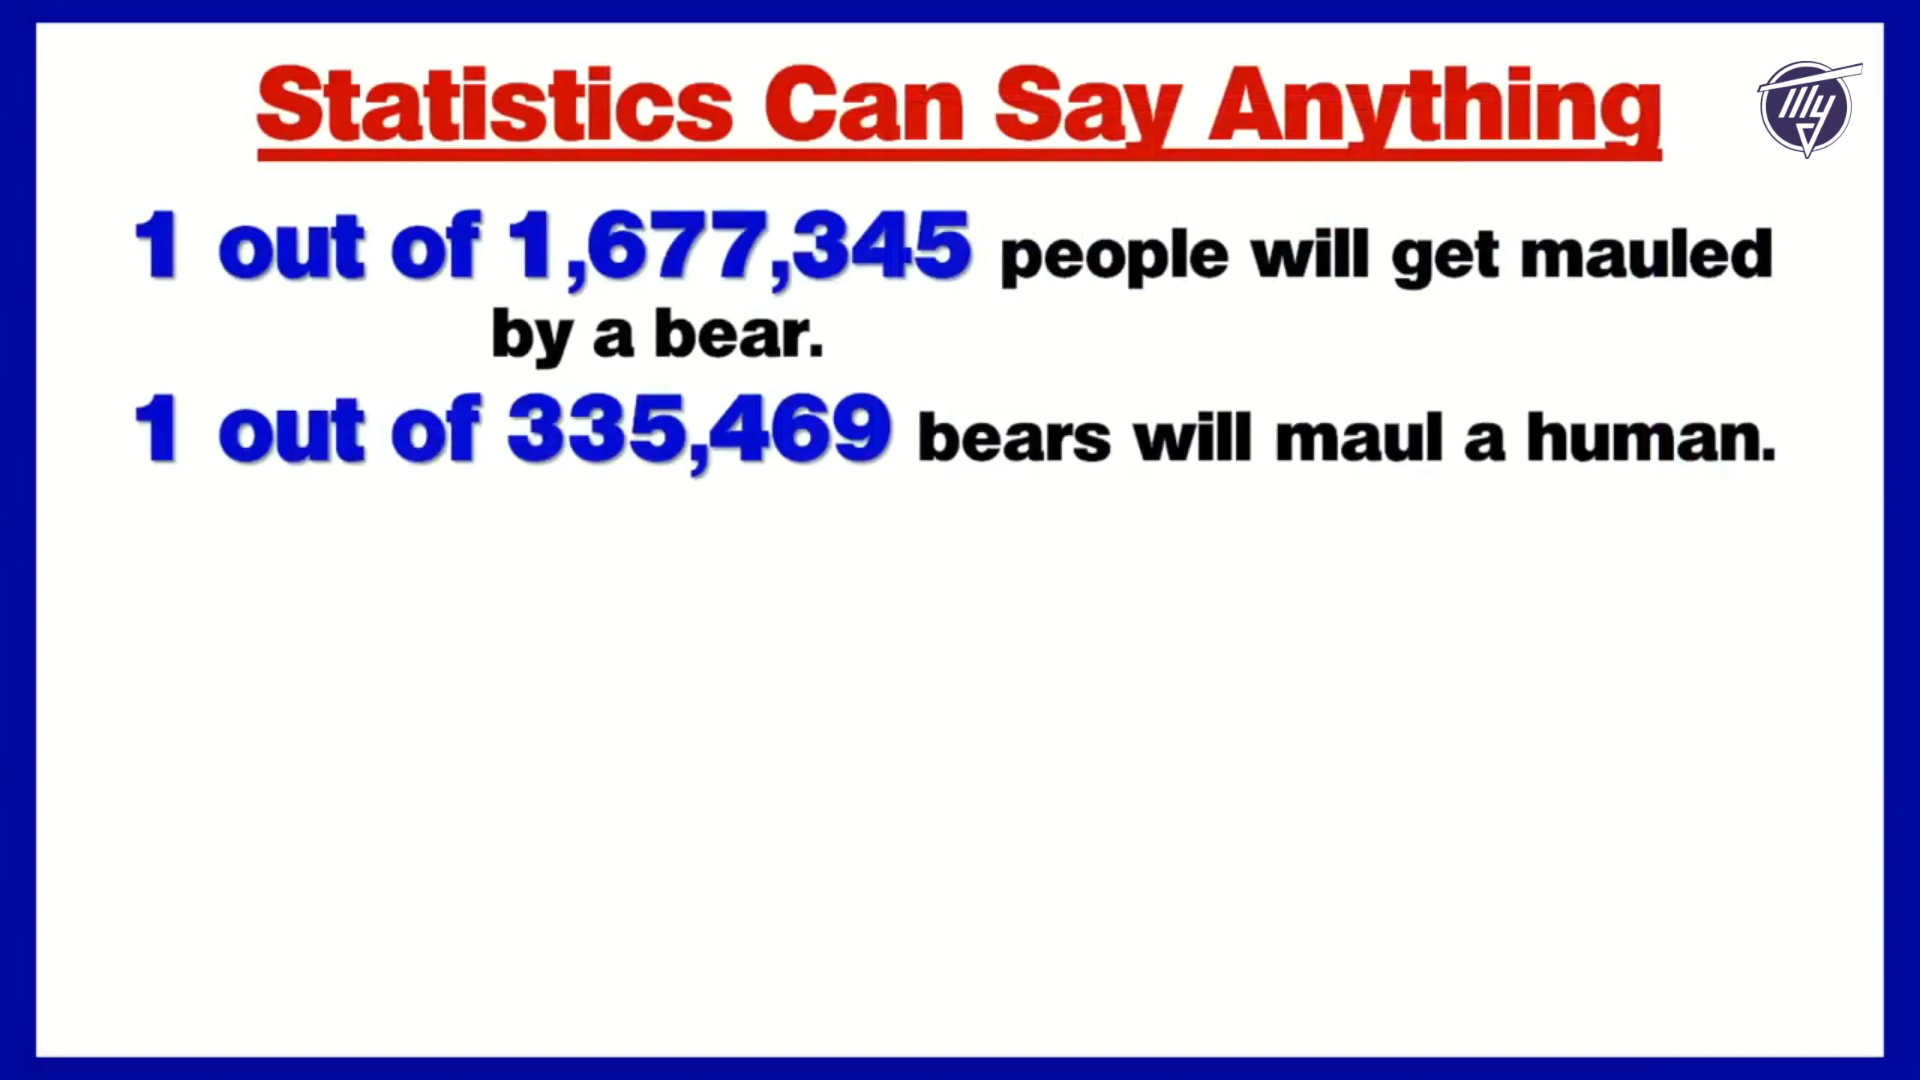 Statistics Can Say Anything
1 out of 1,677,345 people will get mauled
by a bear.
1 out of 335,469 bears will maul a human.